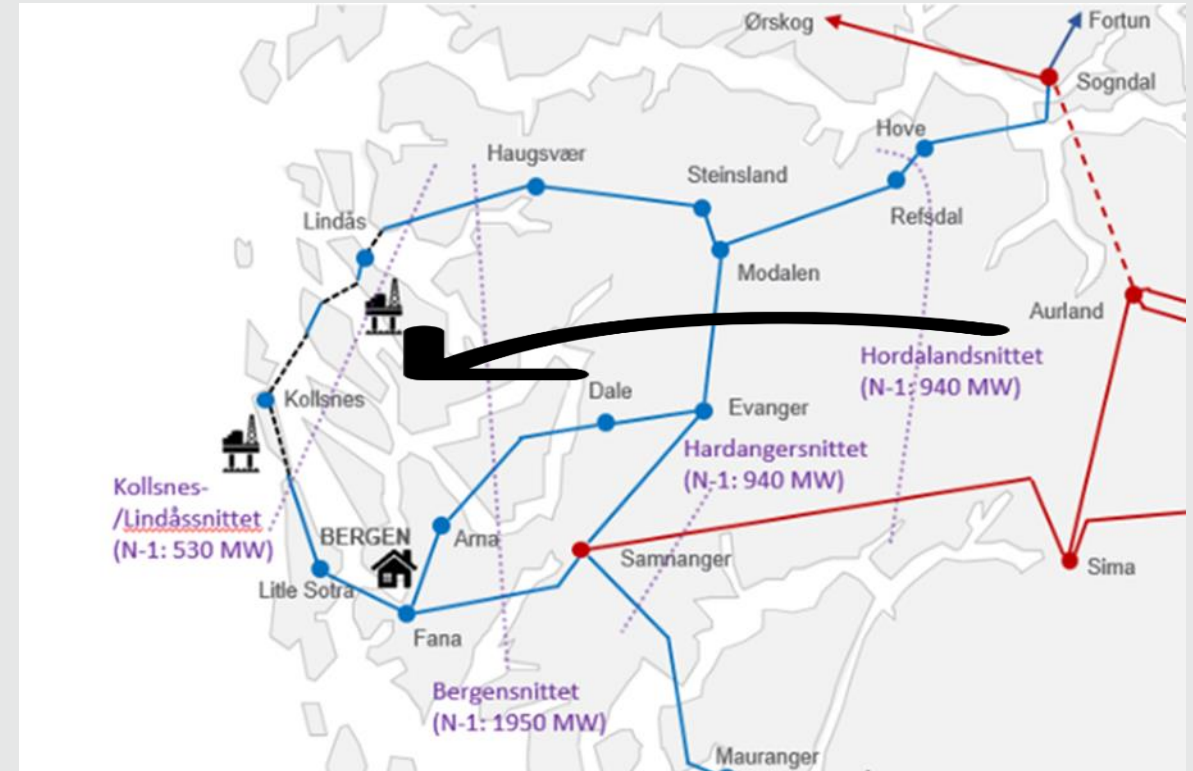 Ørskog
Fortun
Sogndal
Hove
Haugsvær
Steinsland
Refsdal
Lindås
Modalen
Aurland
Hordalandsnittet
(N-1: 940 MW)
Kollsnes
Dale
Evanger
Hardangersnittet
(N-1: 940 MW)
Kollsnes-
/Lindåssnittet
(N-1: 530 MW)
BERGEN
Arna
Samnanger
Sima
Litle Sotra
Fana
Bergensnittet
(N-1: 1950 MW)
Mauranger